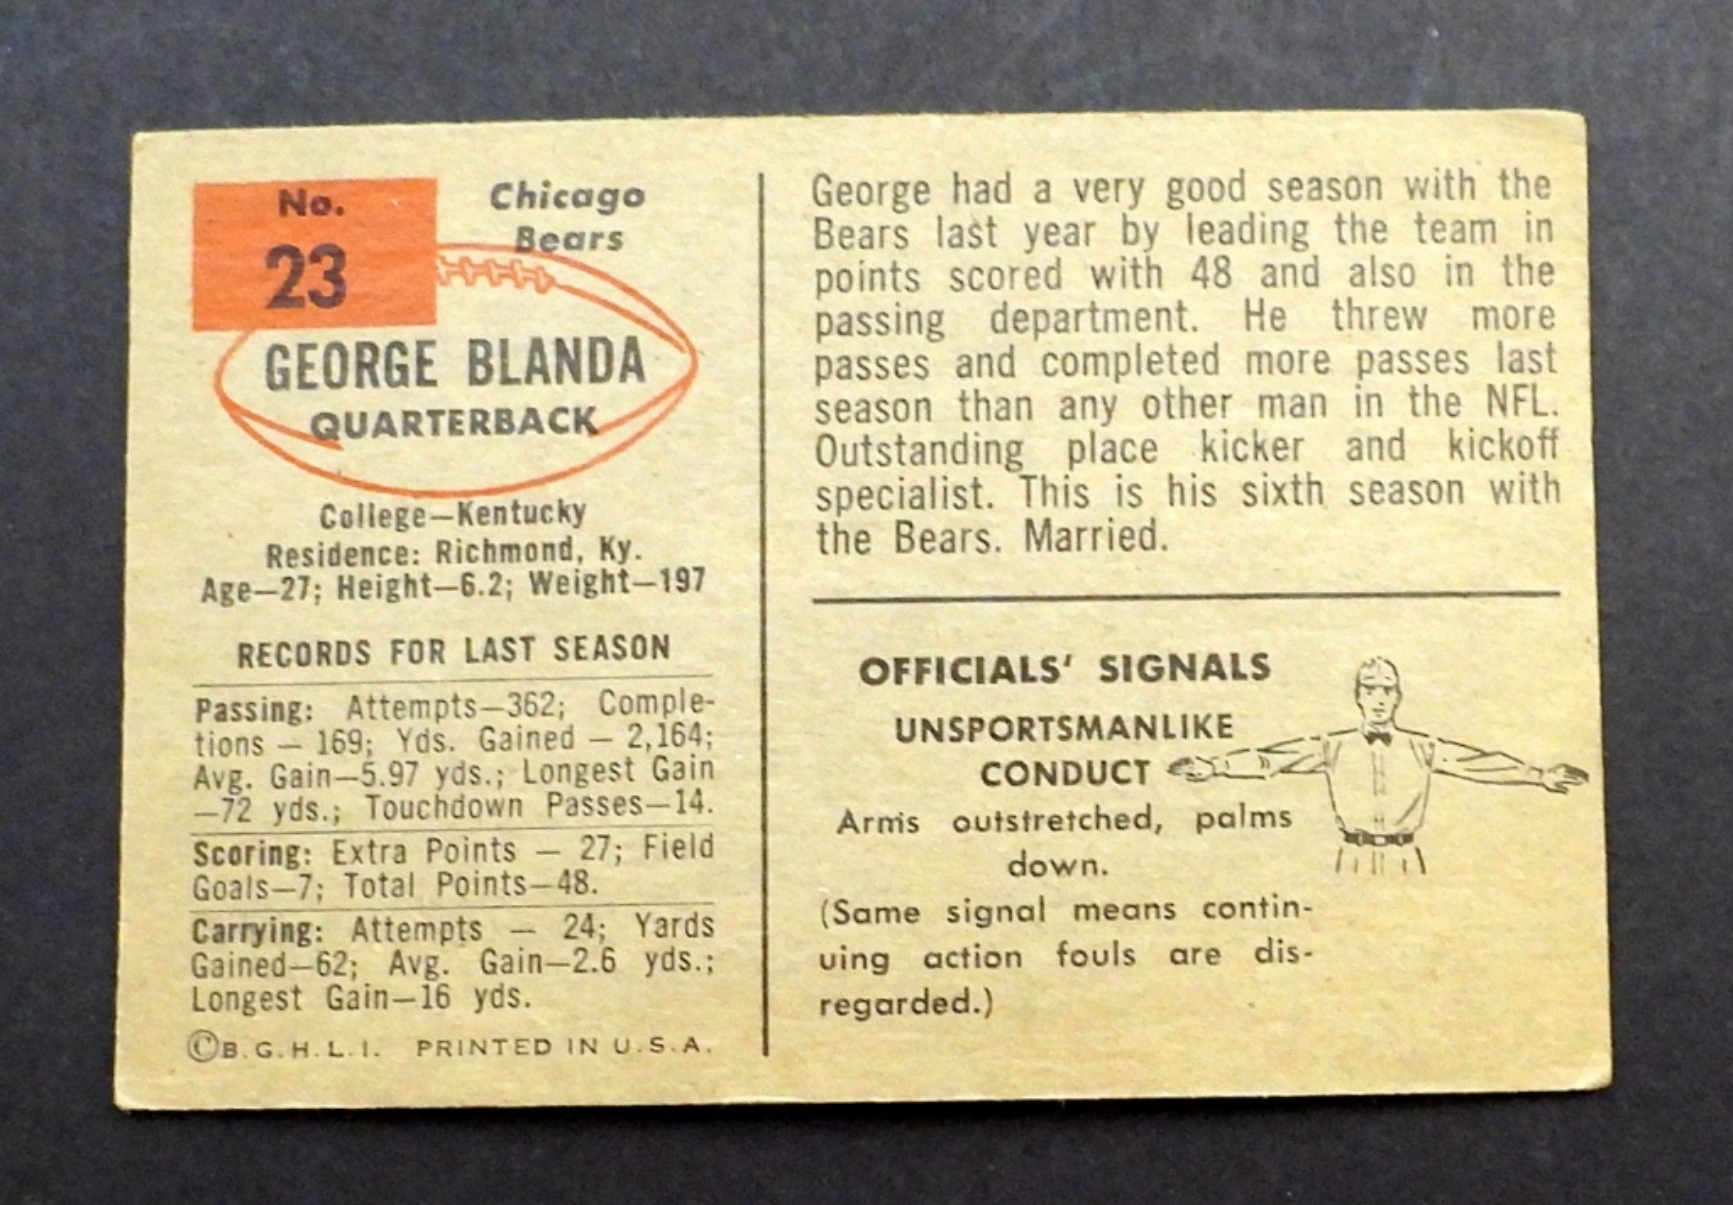 No.
23
Chicago
Bears
GEORGE BLANDA
QUARTERBACK
College—Kentucky
Residence: Richmond, Ky.
Age—27; Height—6.2; Weight—197
RECORDS FOR LAST SEASON
Passing: Attempts—362; Comple-
tions — 169; Yds. Gained — 2,164;
Avg. Gain—5.97 yds.; Longest Gain
—72 yds.; Touchdown Passes—14.
Scoring: Extra Points — 27; Field
Goals—7; Total Points—48.
Carrying: Attempts — 24; Yards
Gained—62; Avg. Gain—2.6 yds.;
Longest Gain—16 yds.
©B.G.H.L.I. PRINTED IN U.S.A.
George had a very good season with the
Bears last year by leading the team in
points scored with 48 and also in the
passing department. He threw more
passes and completed more passes last
season than any other man in the NFL.
Outstanding place kicker and kickoff
specialist. This is his sixth season with
the Bears. Married.
OFFICIALS' SIGNALS
UNSPORTSMANLIKE
CONDUCT
Arms outstretched, palms
down.
(Same signal means contin-
uing action fouls are dis-
regarded.)